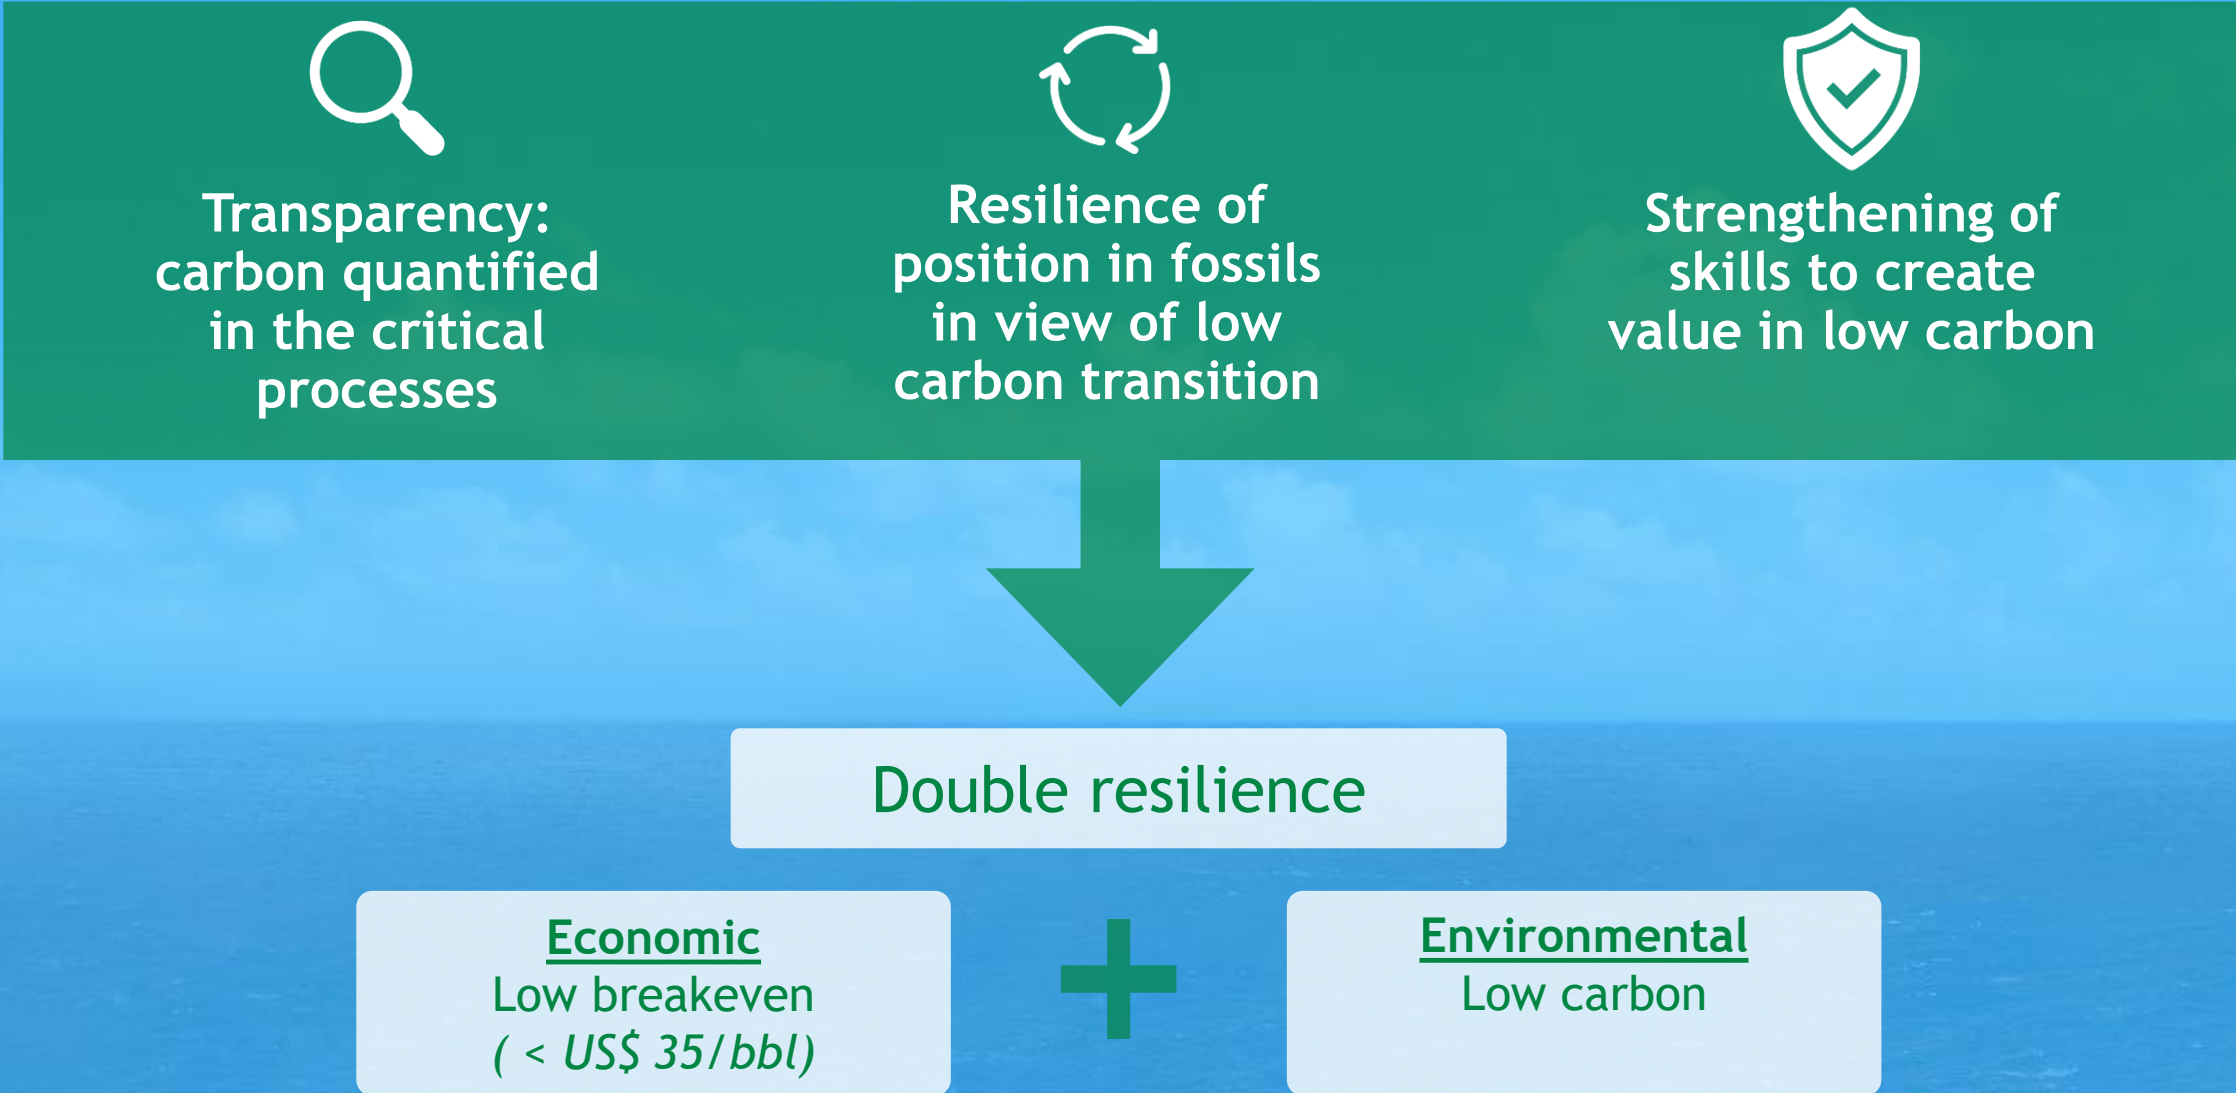 Transparency:
carbon quantified
in the critical
processes
Resilience of
position in fossils
in view of low
carbon transition
Strengthening of
skills to create
value in low carbon
Double resilience
Economic
Low breakeven
( < US$ 35/bbl)
Environmental
Low carbon